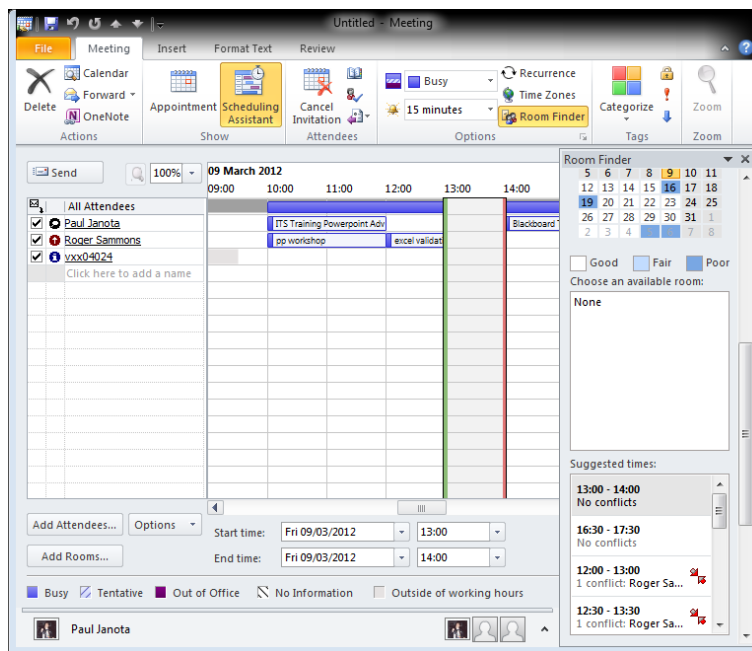 Untitled - Meeting
File Meeting Insert Format Text Review
Delete
Calendar
Forward
OneNote
Actions
Appointment
Scheduling Assistant
Show
Cancel Invitation
Attendees
Busy
15 minutes
Recurrence
Time Zones
Room Finder
Options
Categorize
Tags
Zoom
Zoom
Send
100%
09 March 2012
09:00 10:00 11:00 12:00 13:00 14:00
All Attendees
Paul Janota
ITS Training Powerpoint Adv
Blackboard T
Roger Sammons
pp workshop
excel validat
vxx04024
Click here to add a name
Add Attendees... Options
Add Rooms...
Start time: Fri 09/03/2012 13:00
End time: Fri 09/03/2012 14:00
Busy Tentative Out of Office No Information Outside of working hours
Paul Janota
Room Finder
5 6 7 8 9 10 11
12 13 14 15 16 17 18
19 20 21 22 23 24 25
26 27 28 29 30 31 1
2 3 4 5 6 7 8
Good Fair Poor
Choose an available room:
None
Suggested times:
13:00 - 14:00
No conflicts
16:30 - 17:30
No conflicts
12:00 - 13:00
1 conflict: Roger Sa...
12:30 - 13:30
1 conflict: Roger Sa...